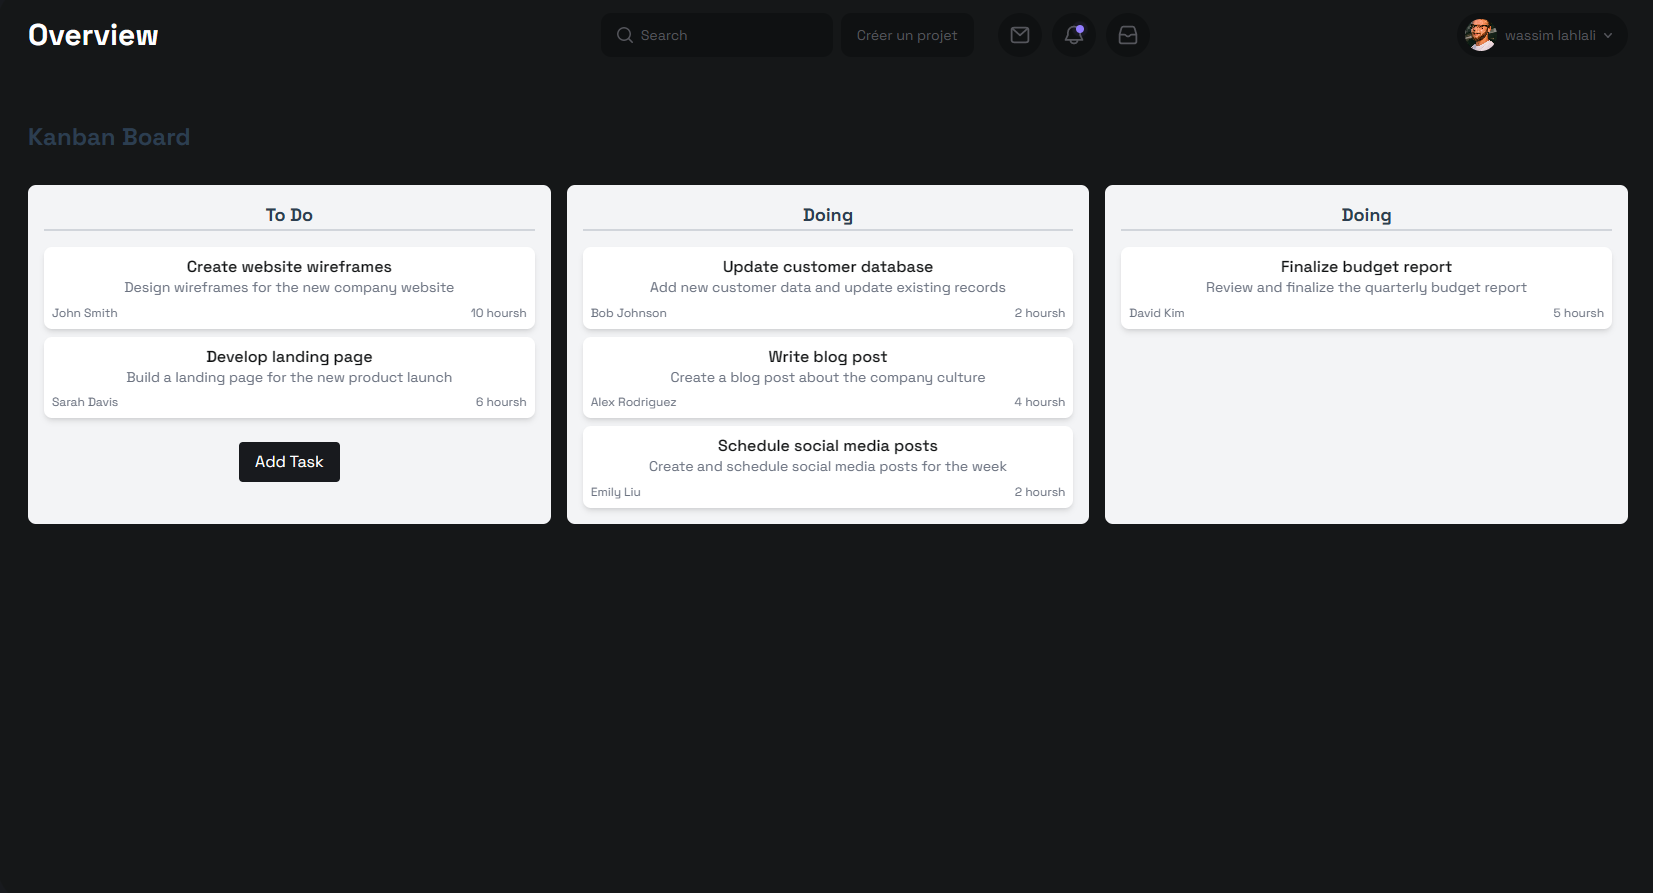 Overview
Search
Créer un projet
wassim lahlali
Kanban Board
To Do
Create website wireframes
Design wireframes for the new company website
John Smith
10 hoursh
Develop landing page
Build a landing page for the new product launch
Sarah Davis
6 hoursh
Add Task
Doing
Update customer database
Add new customer data and update existing records
Bob Johnson
2 hoursh
Write blog post
Create a blog post about the company culture
Alex Rodriguez
4 hoursh
Schedule social media posts
Create and schedule social media posts for the week
Emily Liu
2 hoursh
Doing
Finalize budget report
Review and finalize the quarterly budget report
David Kim
5 hoursh